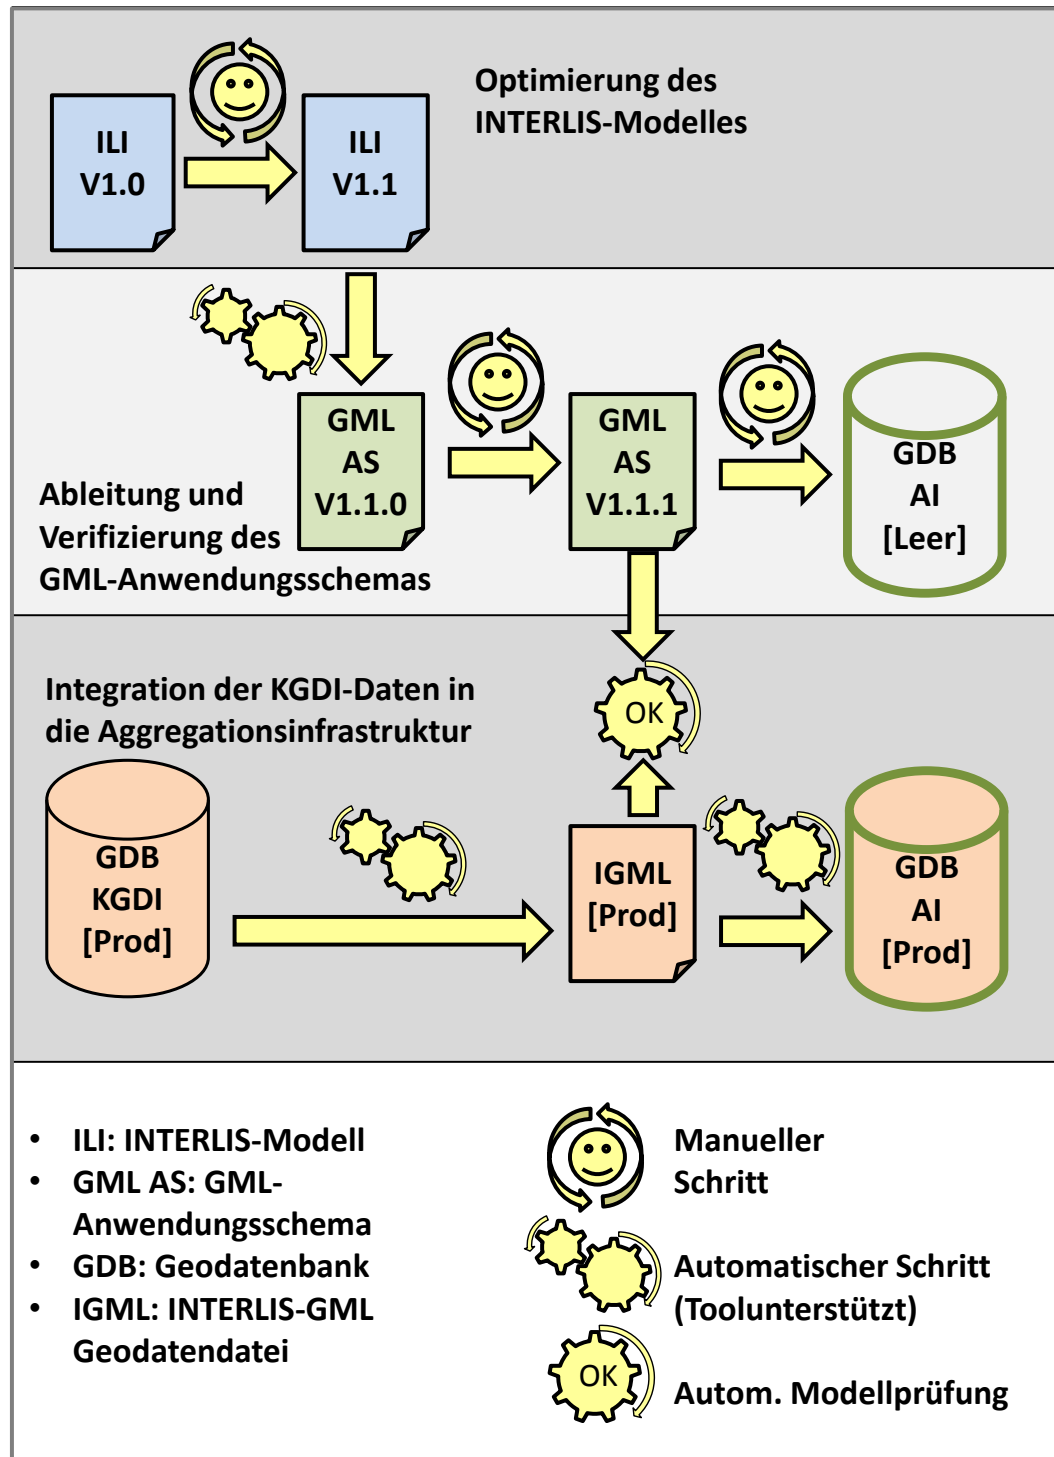 Optimierung des
INTERLIS-Modelles
ILI
V1.0
ILI
V1.1
GML
AS
V1.1.0
GML
AS
V1.1.1
GDB
AI
[Leer]
Ableitung und
Verifizierung des
GML-Anwendungsschemas
Integration der KGDI-Daten in
die Aggregationsinfrastruktur
OK
GDB
KGDI
[Prod]
IGML
[Prod]
GDB
AI
[Prod]
• ILI: INTERLIS-Modell
• GML AS: GML-
Anwendungsschema
• GDB: Geodatenbank
• IGML: INTERLIS-GML
Geodatendatei
Manueller
Schritt
Automatischer Schritt
(Toolunterstützt)
OK
Autom. Modellprüfung